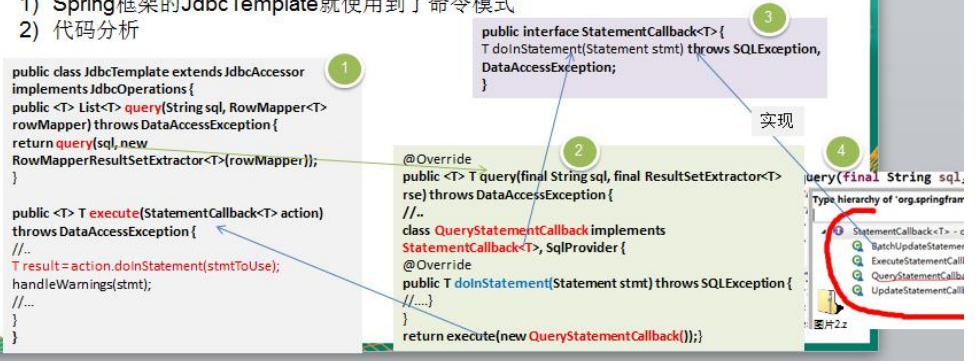 1) Spring框架的JdbcTemplate就使用到了命令模式
2) 代码分析
1
public class JdbcTemplate extends JdbcAccessor
implements JdbcOperations {
public <T> List<T> query(String sql, RowMapper<T>
rowMapper) throws DataAccessException {
return query(sql, new
RowMapperResultSetExtractor<T>(rowMapper));
}
public <T> T execute(StatementCallback<T> action)
throws DataAccessException {
//..
T result = action.doInStatement(stmtToUse);
handleWarnings(stmt);
//...
}
}
2
@Override
public <T> T query(final String sql, final ResultSetExtractor<T>
rse) throws DataAccessException {
//..
class QueryStatementCallback implements
StatementCallback<T>, SqlProvider {
@Override
public T doInStatement(Statement stmt) throws SQLException {
//....}
}
return execute(new QueryStatementCallback());}
3
public interface StatementCallback<T> {
T doInStatement(Statement stmt) throws SQLException,
DataAccessException;
}
实现
4
uery(final String sql,
Type hierarchy of 'org.springfram
StatementCallback<T> - o
BatchUpdateStatemen
ExecuteStatementCall
QueryStatementCallba
UpdateStatementCall
图片2.z